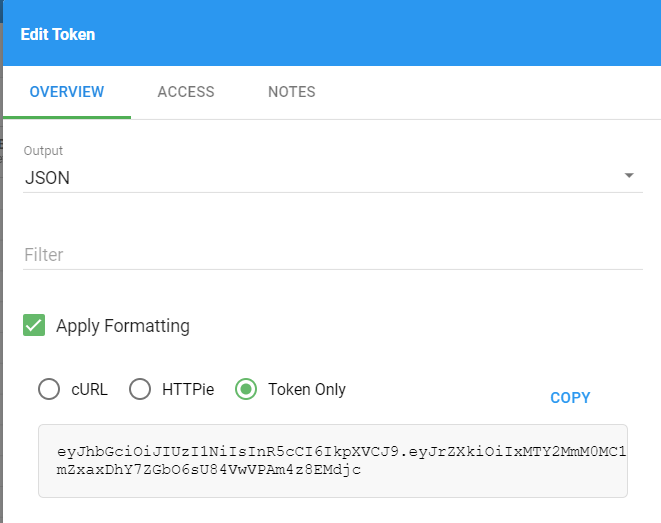 Edit Token
OVERVIEW ACCESS NOTES
Output
JSON
Filter
Apply Formatting
cURL HTTPie Token Only
COPY
eyJhbGciOiJIUzI1NiIsInR5cCI6IkpXVCJ9.eyJrZXkiOiIxMTY2MmM0MC1
mZxaxDhY7ZGbO6sU84VwVPAm4z8EMdjc